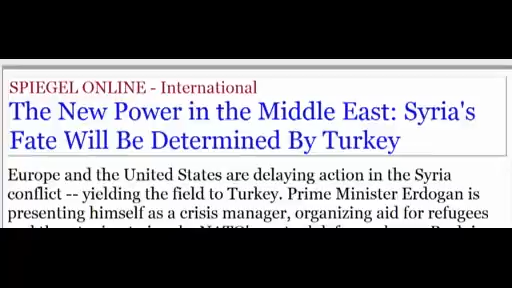 SPIEGEL ONLINE - International
The New Power in the Middle East: Syria's
Fate Will Be Determined By Turkey
Europe and the United States are delaying action in the Syria
conflict -- yielding the field to Turkey. Prime Minister Erdogan is
presenting himself as a crisis manager, organizing aid for refugees